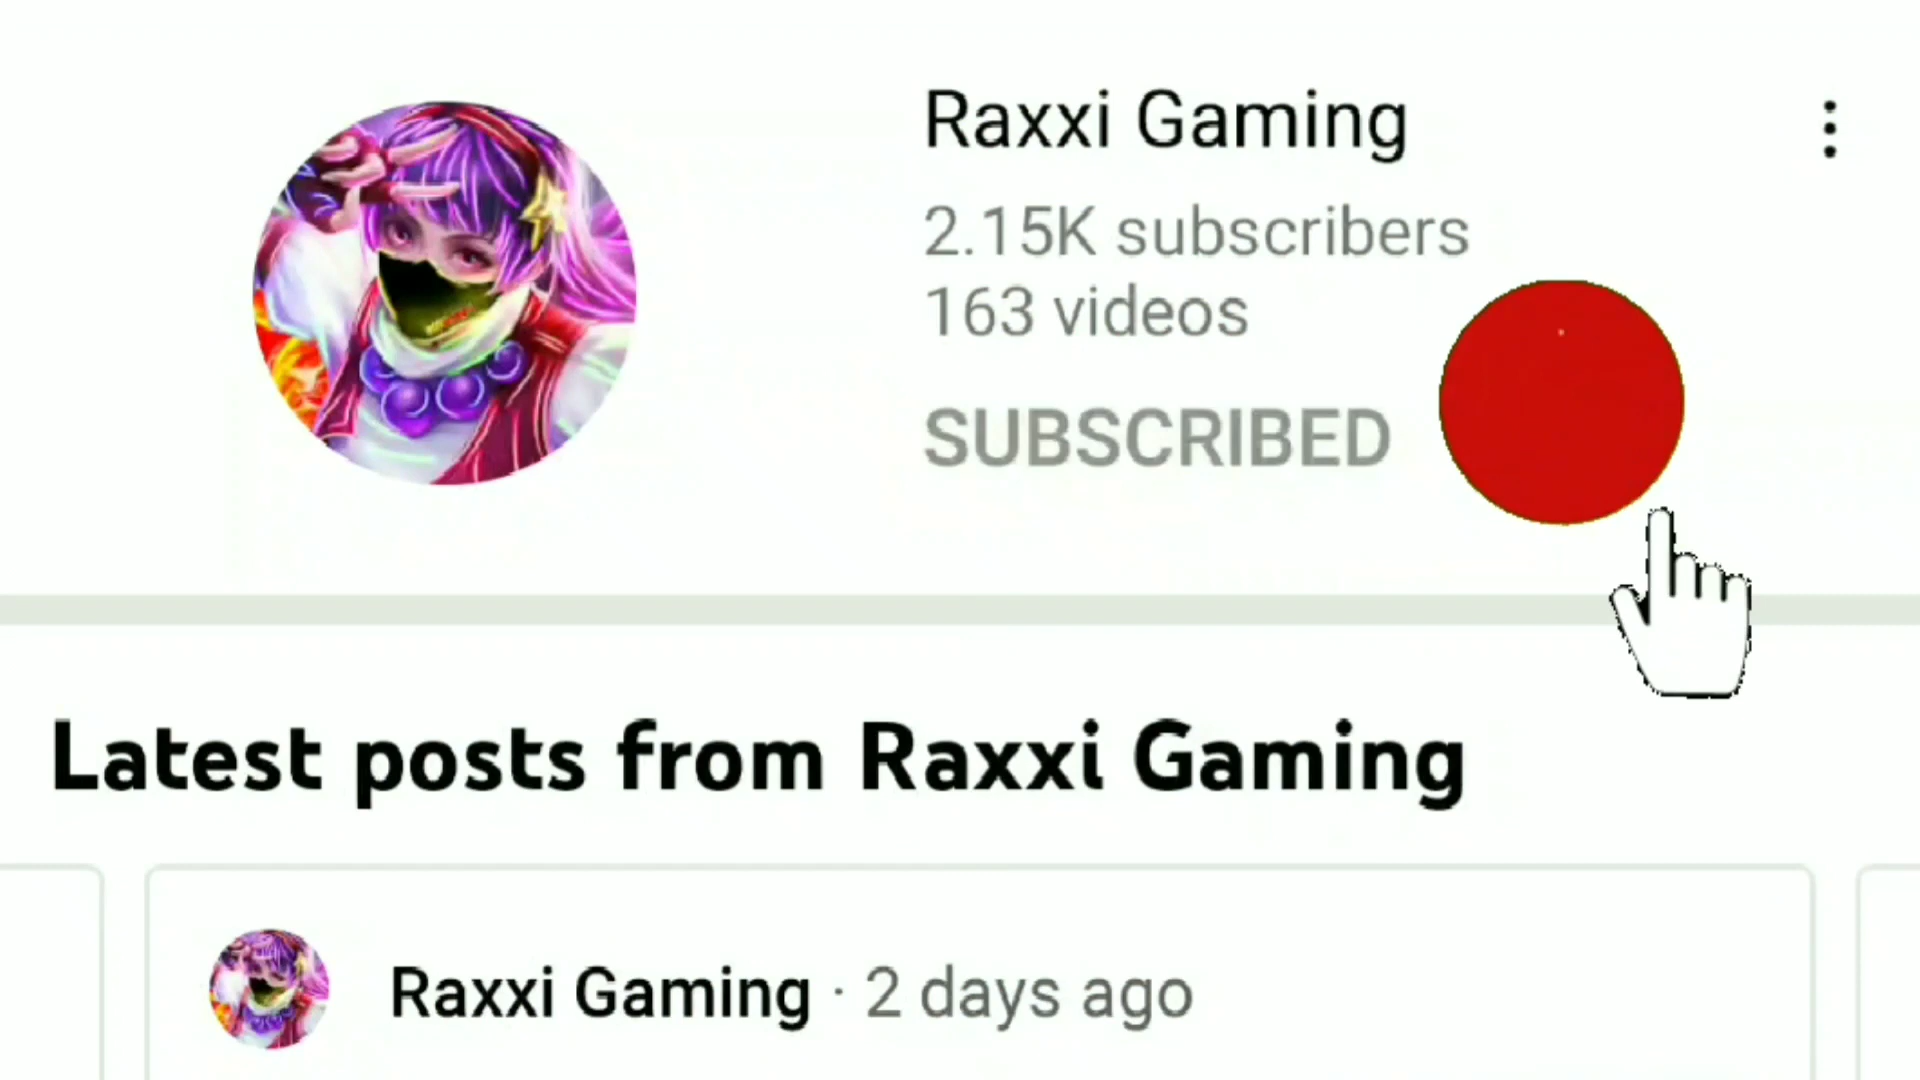 Raxxi Gaming
2.15K subscribers
163 videos
SUBSCRIBED
Latest posts from Raxxi Gaming
Raxxi Gaming · 2 days ago